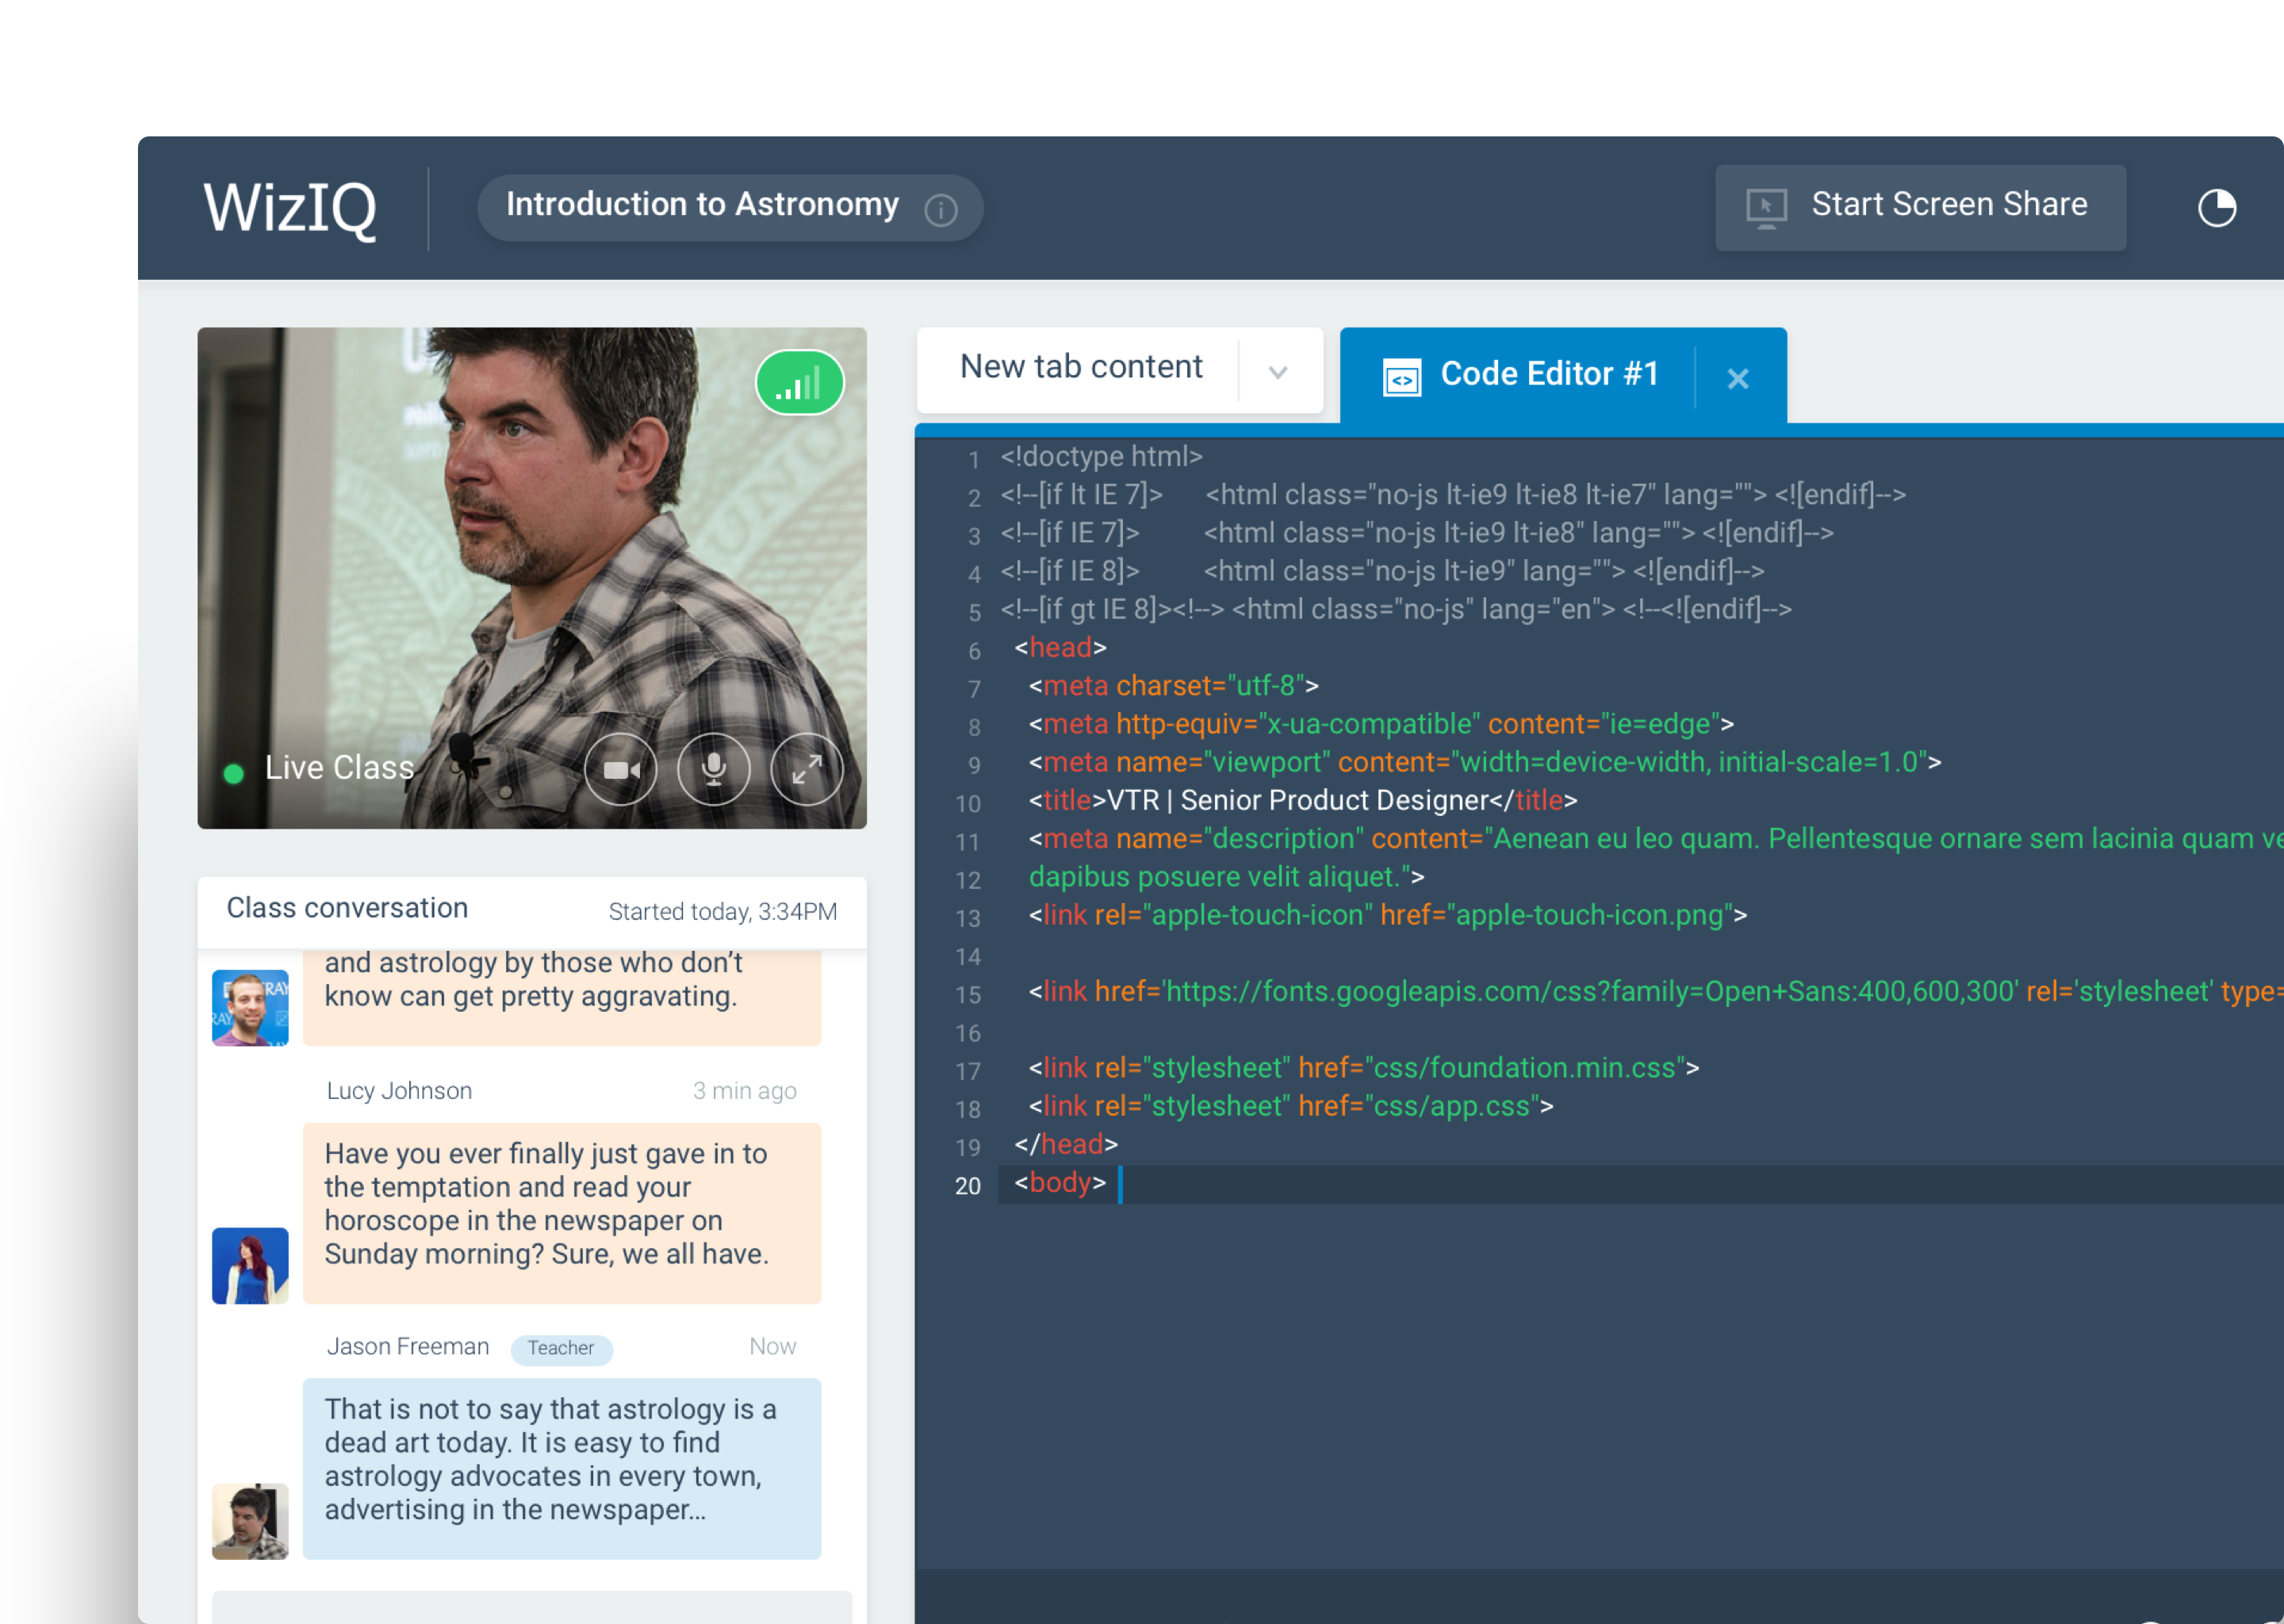 WizIQ
Introduction to Astronomy
Start Screen Share
Live Class
Class conversation
Started today, 3:34PM
and astrology by those who don’t
know can get pretty aggravating.
Lucy Johnson
3 min ago
Have you ever finally just gave in to
the temptation and read your
horoscope in the newspaper on
Sunday morning? Sure, we all have.
Jason Freeman
Teacher
Now
That is not to say that astrology is a
dead art today. It is easy to find
astrology advocates in every town,
advertising in the newspaper...
New tab content
Code Editor #1
1 <!doctype html>
2 <!--[if lt IE 7]> <html class="no-js lt-ie9 lt-ie8 lt-ie7" lang=""> <![endif]-->
3 <!--[if IE 7]> <html class="no-js lt-ie9 lt-ie8" lang=""> <![endif]-->
4 <!--[if IE 8]> <html class="no-js lt-ie9" lang=""> <![endif]-->
5 <!--[if gt IE 8]><!--> <html class="no-js" lang="en"> <!--<![endif]-->
6 <head>
7 <meta charset="utf-8">
8 <meta http-equiv="x-ua-compatible" content="ie=edge">
9 <meta name="viewport" content="width=device-width, initial-scale=1.0">
10 <title>VTR | Senior Product Designer</title>
11 <meta name="description" content="Aenean eu leo quam. Pellentesque ornare sem lacinia quam ve
12 dapibus posuere velit aliquet.">
13 <link rel="apple-touch-icon" href="apple-touch-icon.png">
14
15 <link href='https://fonts.googleapis.com/css?family=Open+Sans:400,600,300' rel='stylesheet' type=
16
17 <link rel="stylesheet" href="css/foundation.min.css">
18 <link rel="stylesheet" href="css/app.css">
19 </head>
20 <body>